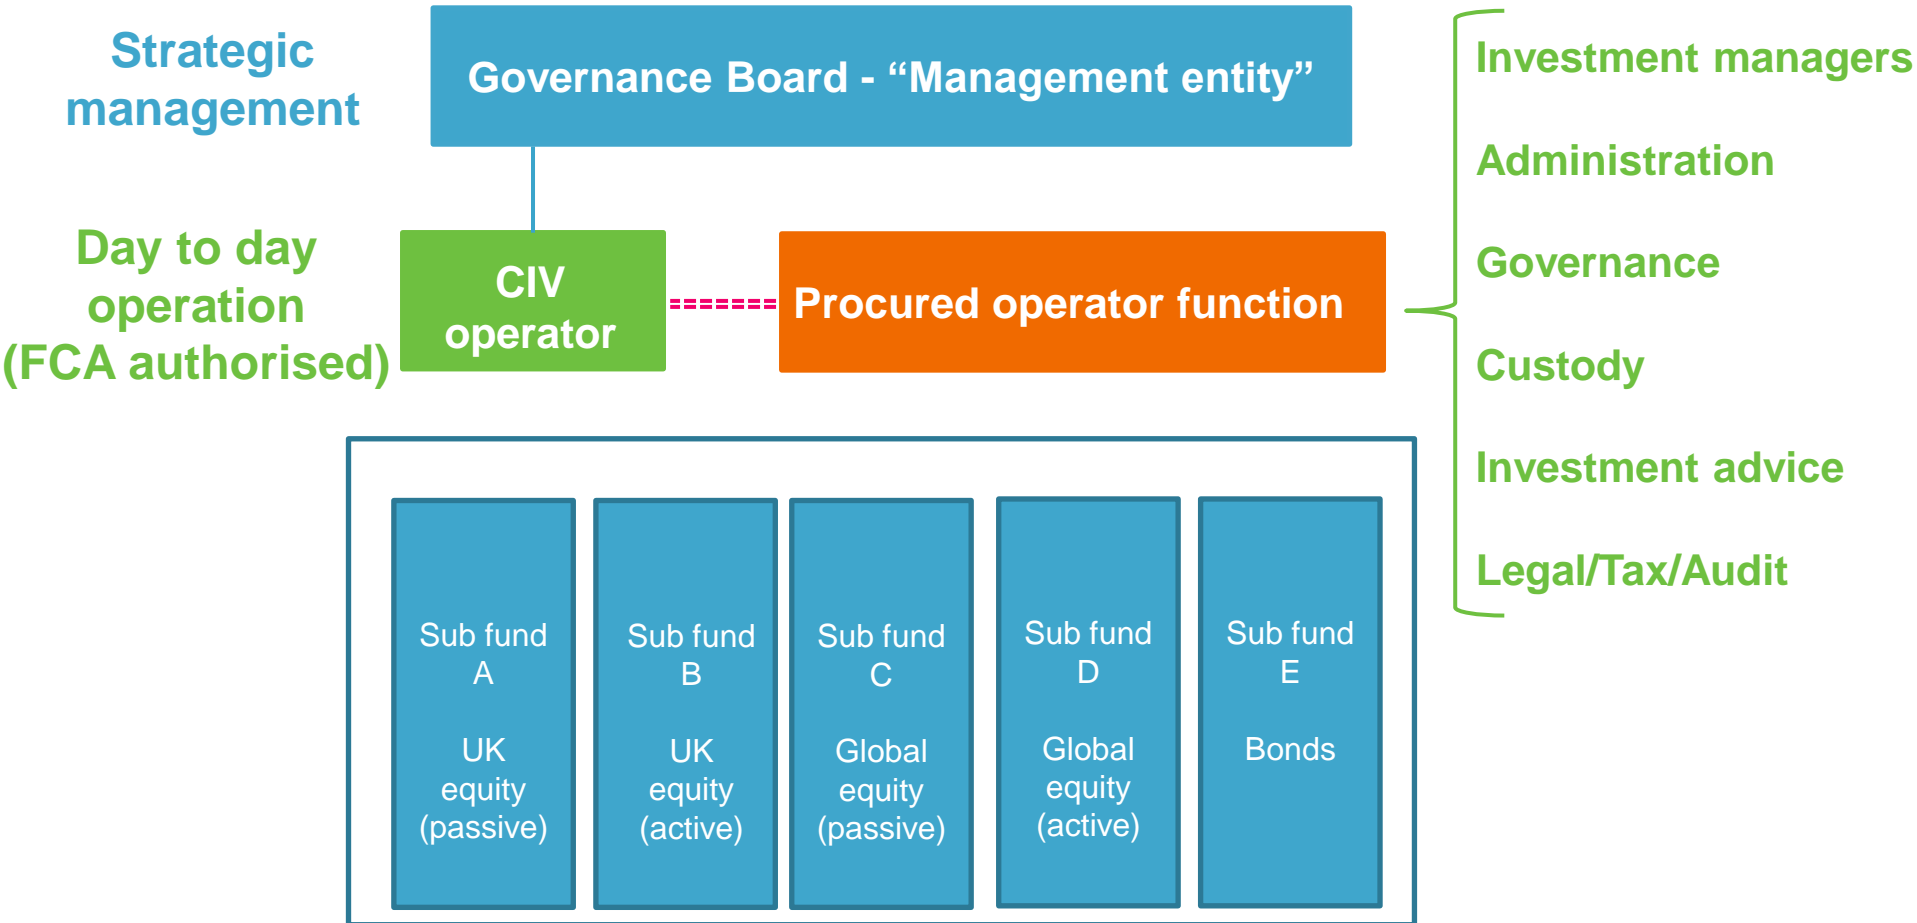 Strategic
management
Governance Board - “Management entity”
Day to day
operation
(FCA authorised)
CIV
operator
Procured operator function
Investment managers
Administration
Governance
Custody
Investment advice
Legal/Tax/Audit
Sub fund
A
UK
equity
(passive)
Sub fund
B
UK
equity
(active)
Sub fund
C
Global
equity
(passive)
Sub fund
D
Global
equity
(active)
Sub fund
E
Bonds